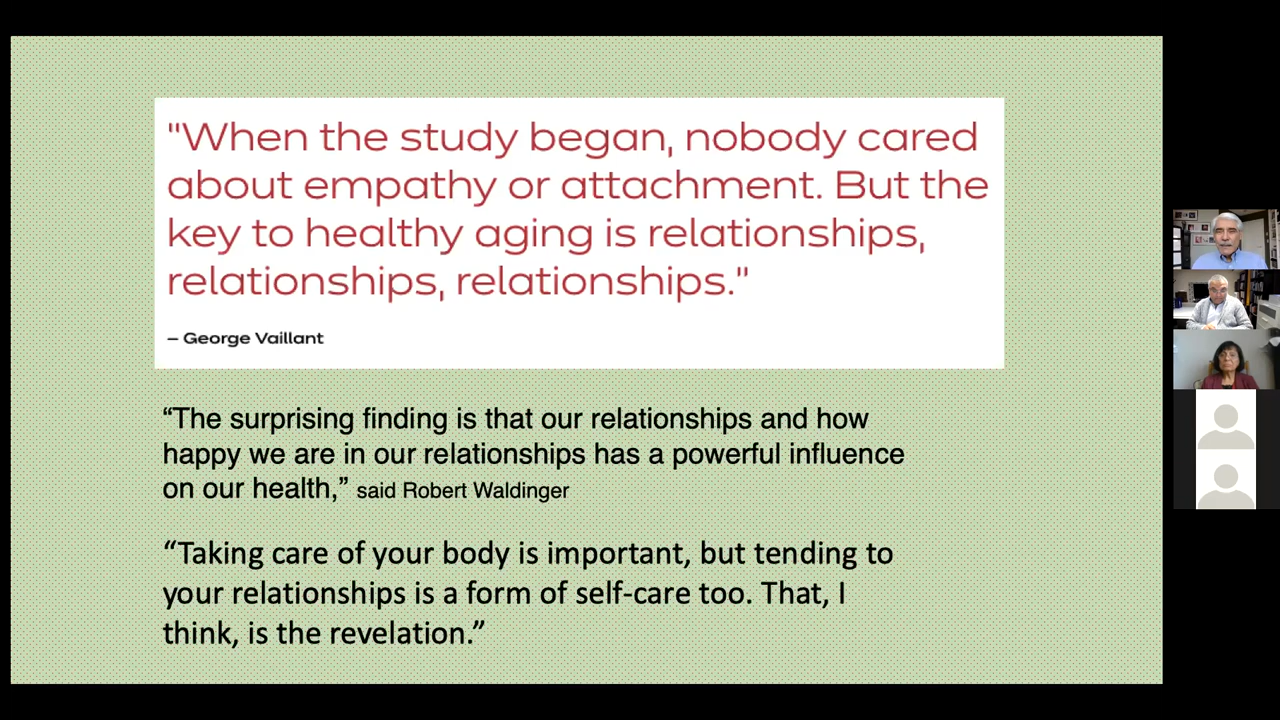 "When the study began, nobody cared
about empathy or attachment. But the
key to healthy aging is relationships,
relationships, relationships."
– George Vaillant
“The surprising finding is that our relationships and how
happy we are in our relationships has a powerful influence
on our health,” said Robert Waldinger
“Taking care of your body is important, but tending to
your relationships is a form of self-care too. That, I
think, is the revelation.”